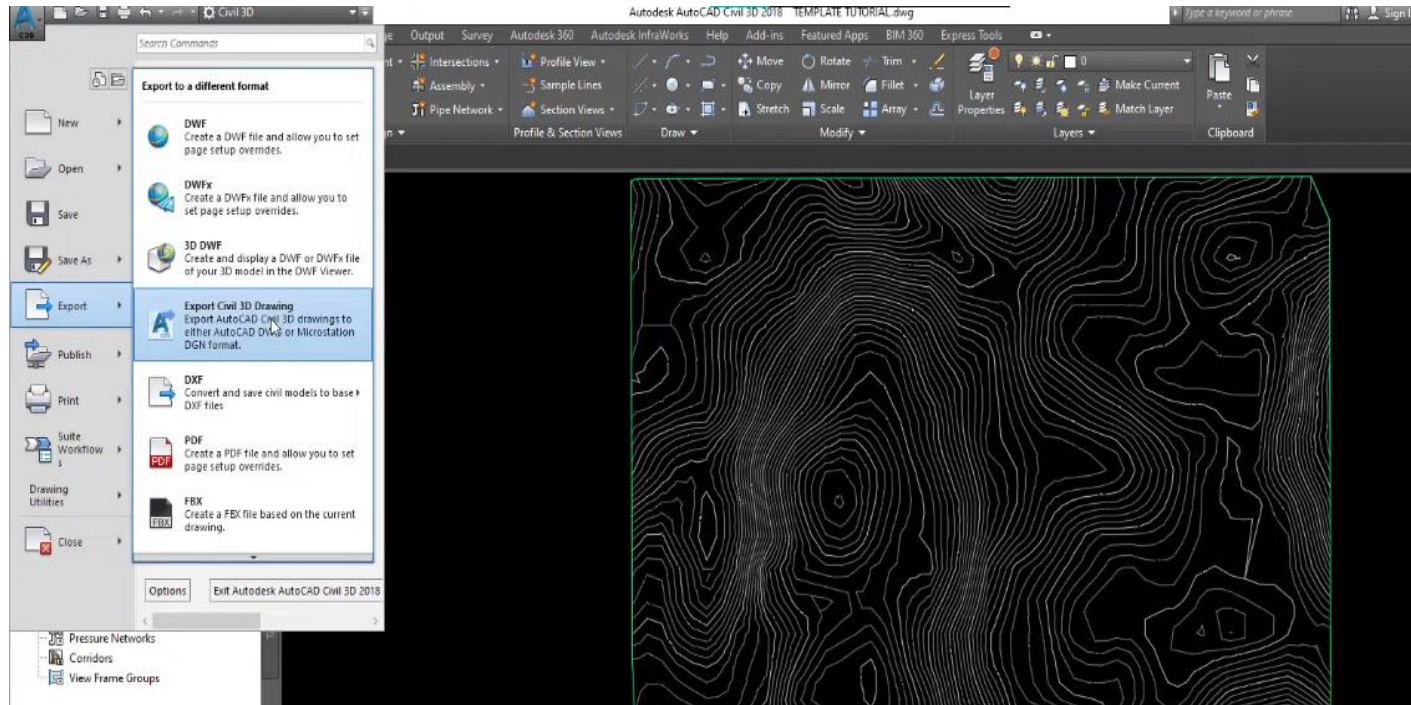 Civil 3D
Autodesk AutoCAD Civil 3D 2018 TEMPLATE TUTORIAL.dwg
Type a keyword or phrase
Sign I
C3D
Search Commands
Output Survey Autodesk 360 Autodesk InfraWorks Help Add-ins Featured Apps BIM 360 Express Tools
Export to a different format
New
Open
Save
Save As
Export
Publish
Print
Suite
Workflow
s
Drawing
Utilities
Close
DWF
Create a DWF file and allow you to set
page setup overrides.
DWFx
Create a DWFx file and allow you to
set page setup overrides.
3D DWF
Create and display a DWF or DWFx file
of your 3D model in the DWF Viewer.
Export Civil 3D Drawing
Export AutoCAD Civil 3D drawings to
either AutoCAD DWG or Microstation
DGN format.
DXF
Convert and save civil models to base
DXF files
PDF
PDF
Create a PDF file and allow you to set
page setup overrides.
FBX
FBX
Create a FBX file based on the current
drawing.
Options
Exit Autodesk AutoCAD Civil 3D 2018
Intersections
Assembly
Pipe Network
Profile View
Sample Lines
Section Views
Profile & Section Views
Draw
Move
Rotate
Trim
Copy
Mirror
Fillet
Stretch
Scale
Array
Modify
Layer
Properties
0
Make Current
Match Layer
Layers
Paste
Clipboard
Pressure Networks
Corridors
View Frame Groups